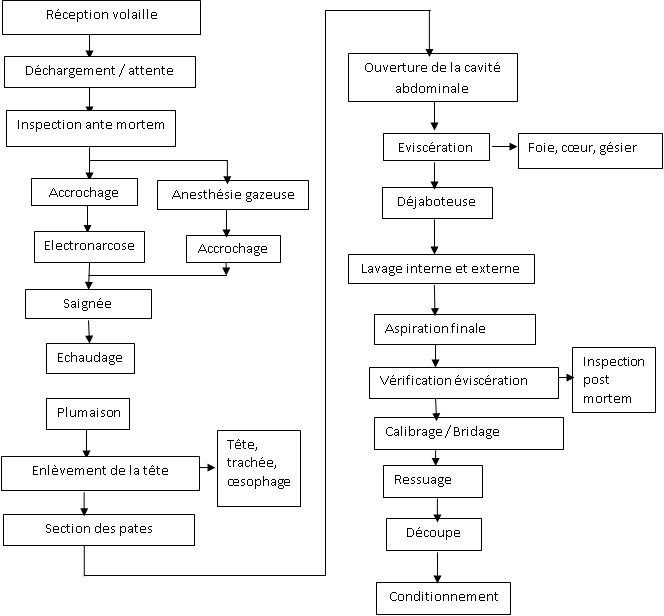 Réception volaille
Déchargement / attente
Inspection ante mortem
Accrochage
Anesthésie gazeuse
Electronarcose
Accrochage
Saignée
Echaudage
Plumaison
Enlèvement de la tête
Tête,
trachée,
œsophage
Section des pates
Ouverture de la cavité
abdominale
Eviscération
Foie, cœur, gésier
Déjaboteuse
Lavage interne et externe
Aspiration finale
Vérification éviscération
Inspection
post
mortem
Calibrage / Bridage
Ressuage
Découpe
Conditionnement